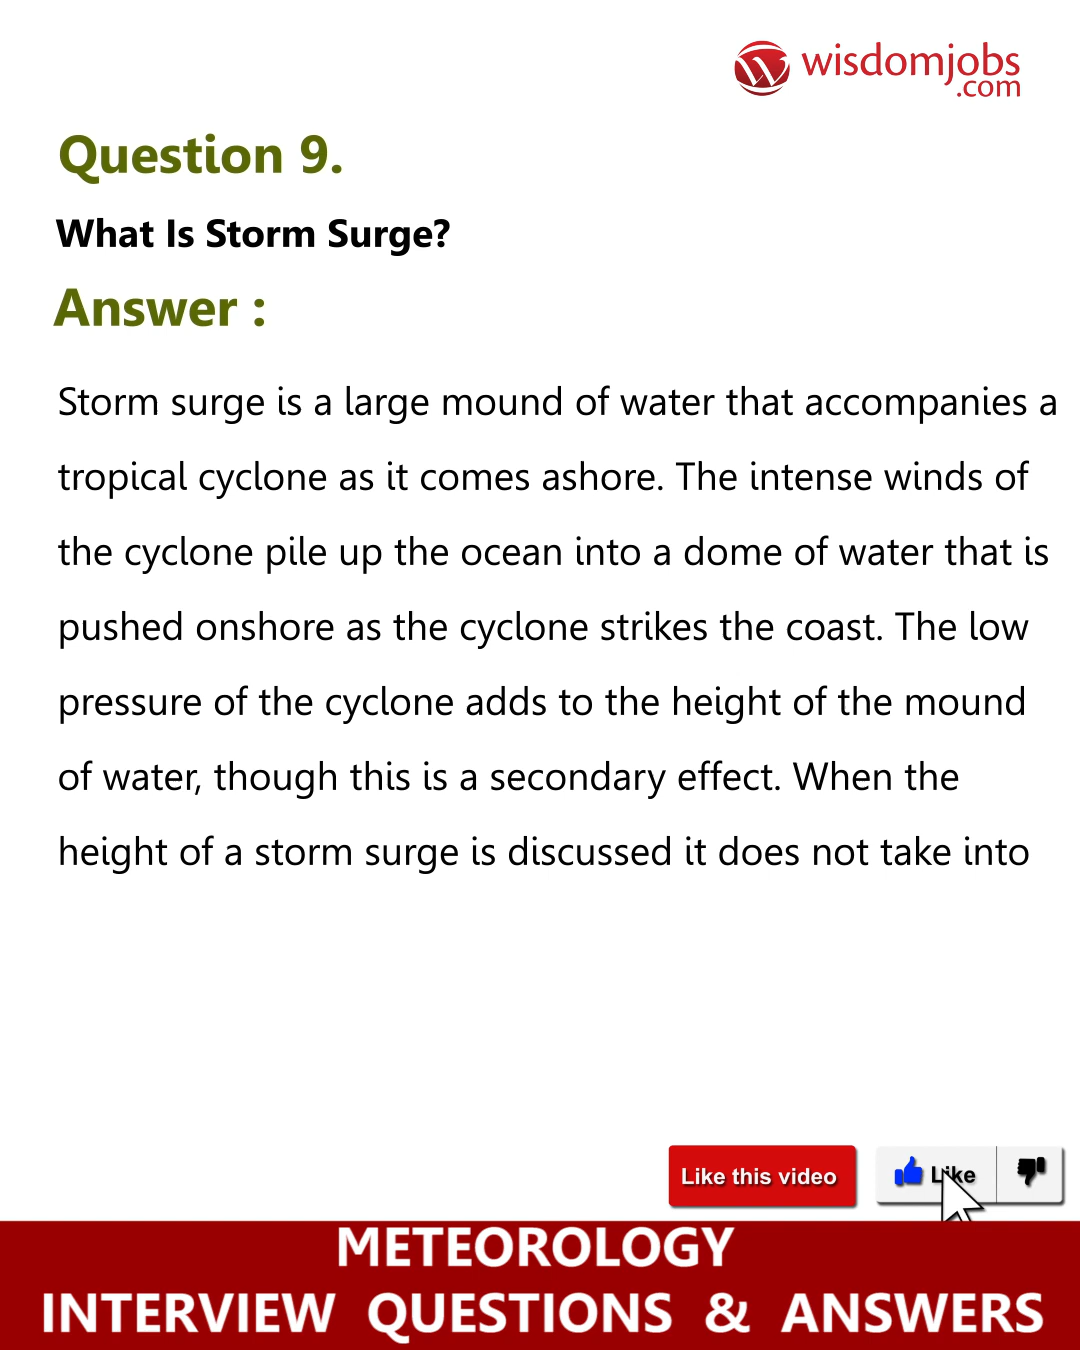 wisdomjobs
.com
Question 9.
What Is Storm Surge?
Answer :
Storm surge is a large mound of water that accompanies a
tropical cyclone as it comes ashore. The intense winds of
the cyclone pile up the ocean into a dome of water that is
pushed onshore as the cyclone strikes the coast. The low
pressure of the cyclone adds to the height of the mound
of water, though this is a secondary effect. When the
height of a storm surge is discussed it does not take into
Like this video
Like
METEOROLOGY
INTERVIEW QUESTIONS & ANSWERS